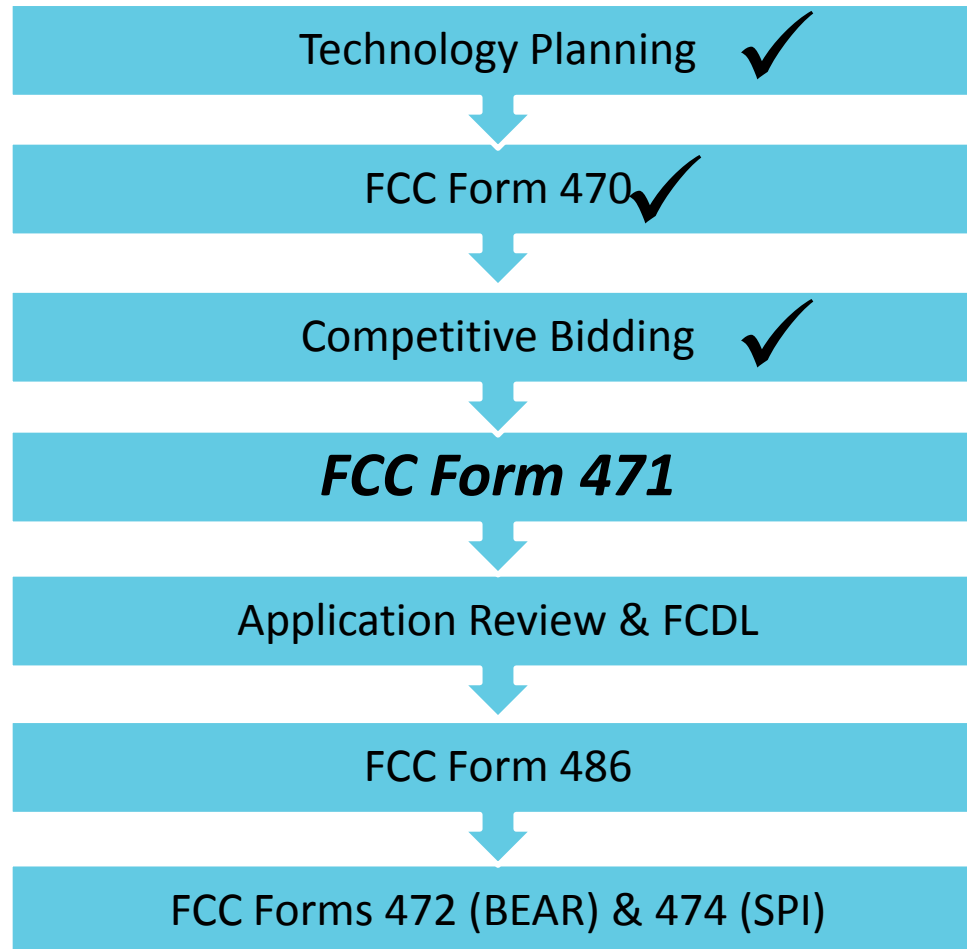 Technology Planning
FCC Form 470
Competitive Bidding
FCC Form 471
Application Review & FCDL
FCC Form 486
FCC Forms 472 (BEAR) & 474 (SPI)